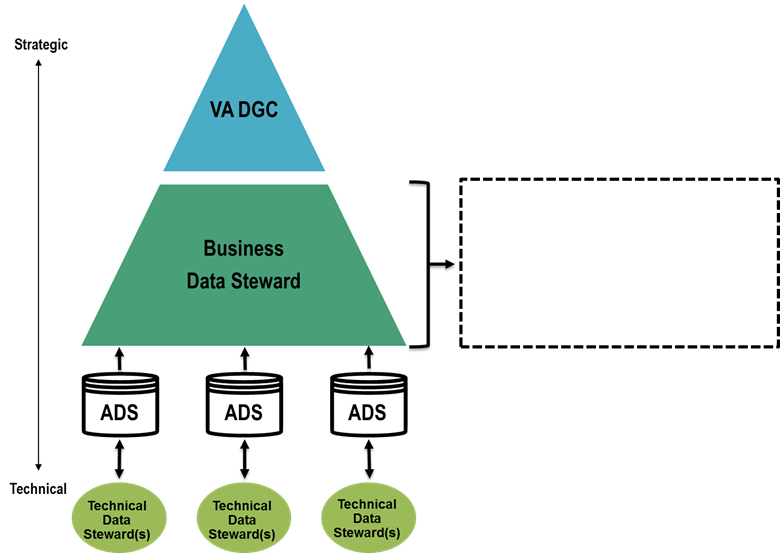 Strategic
VA DGC
Business
Data Steward
ADS
ADS
ADS
Technical
Technical
Data
Steward(s)
Technical
Data
Steward(s)
Technical
Data
Steward(s)